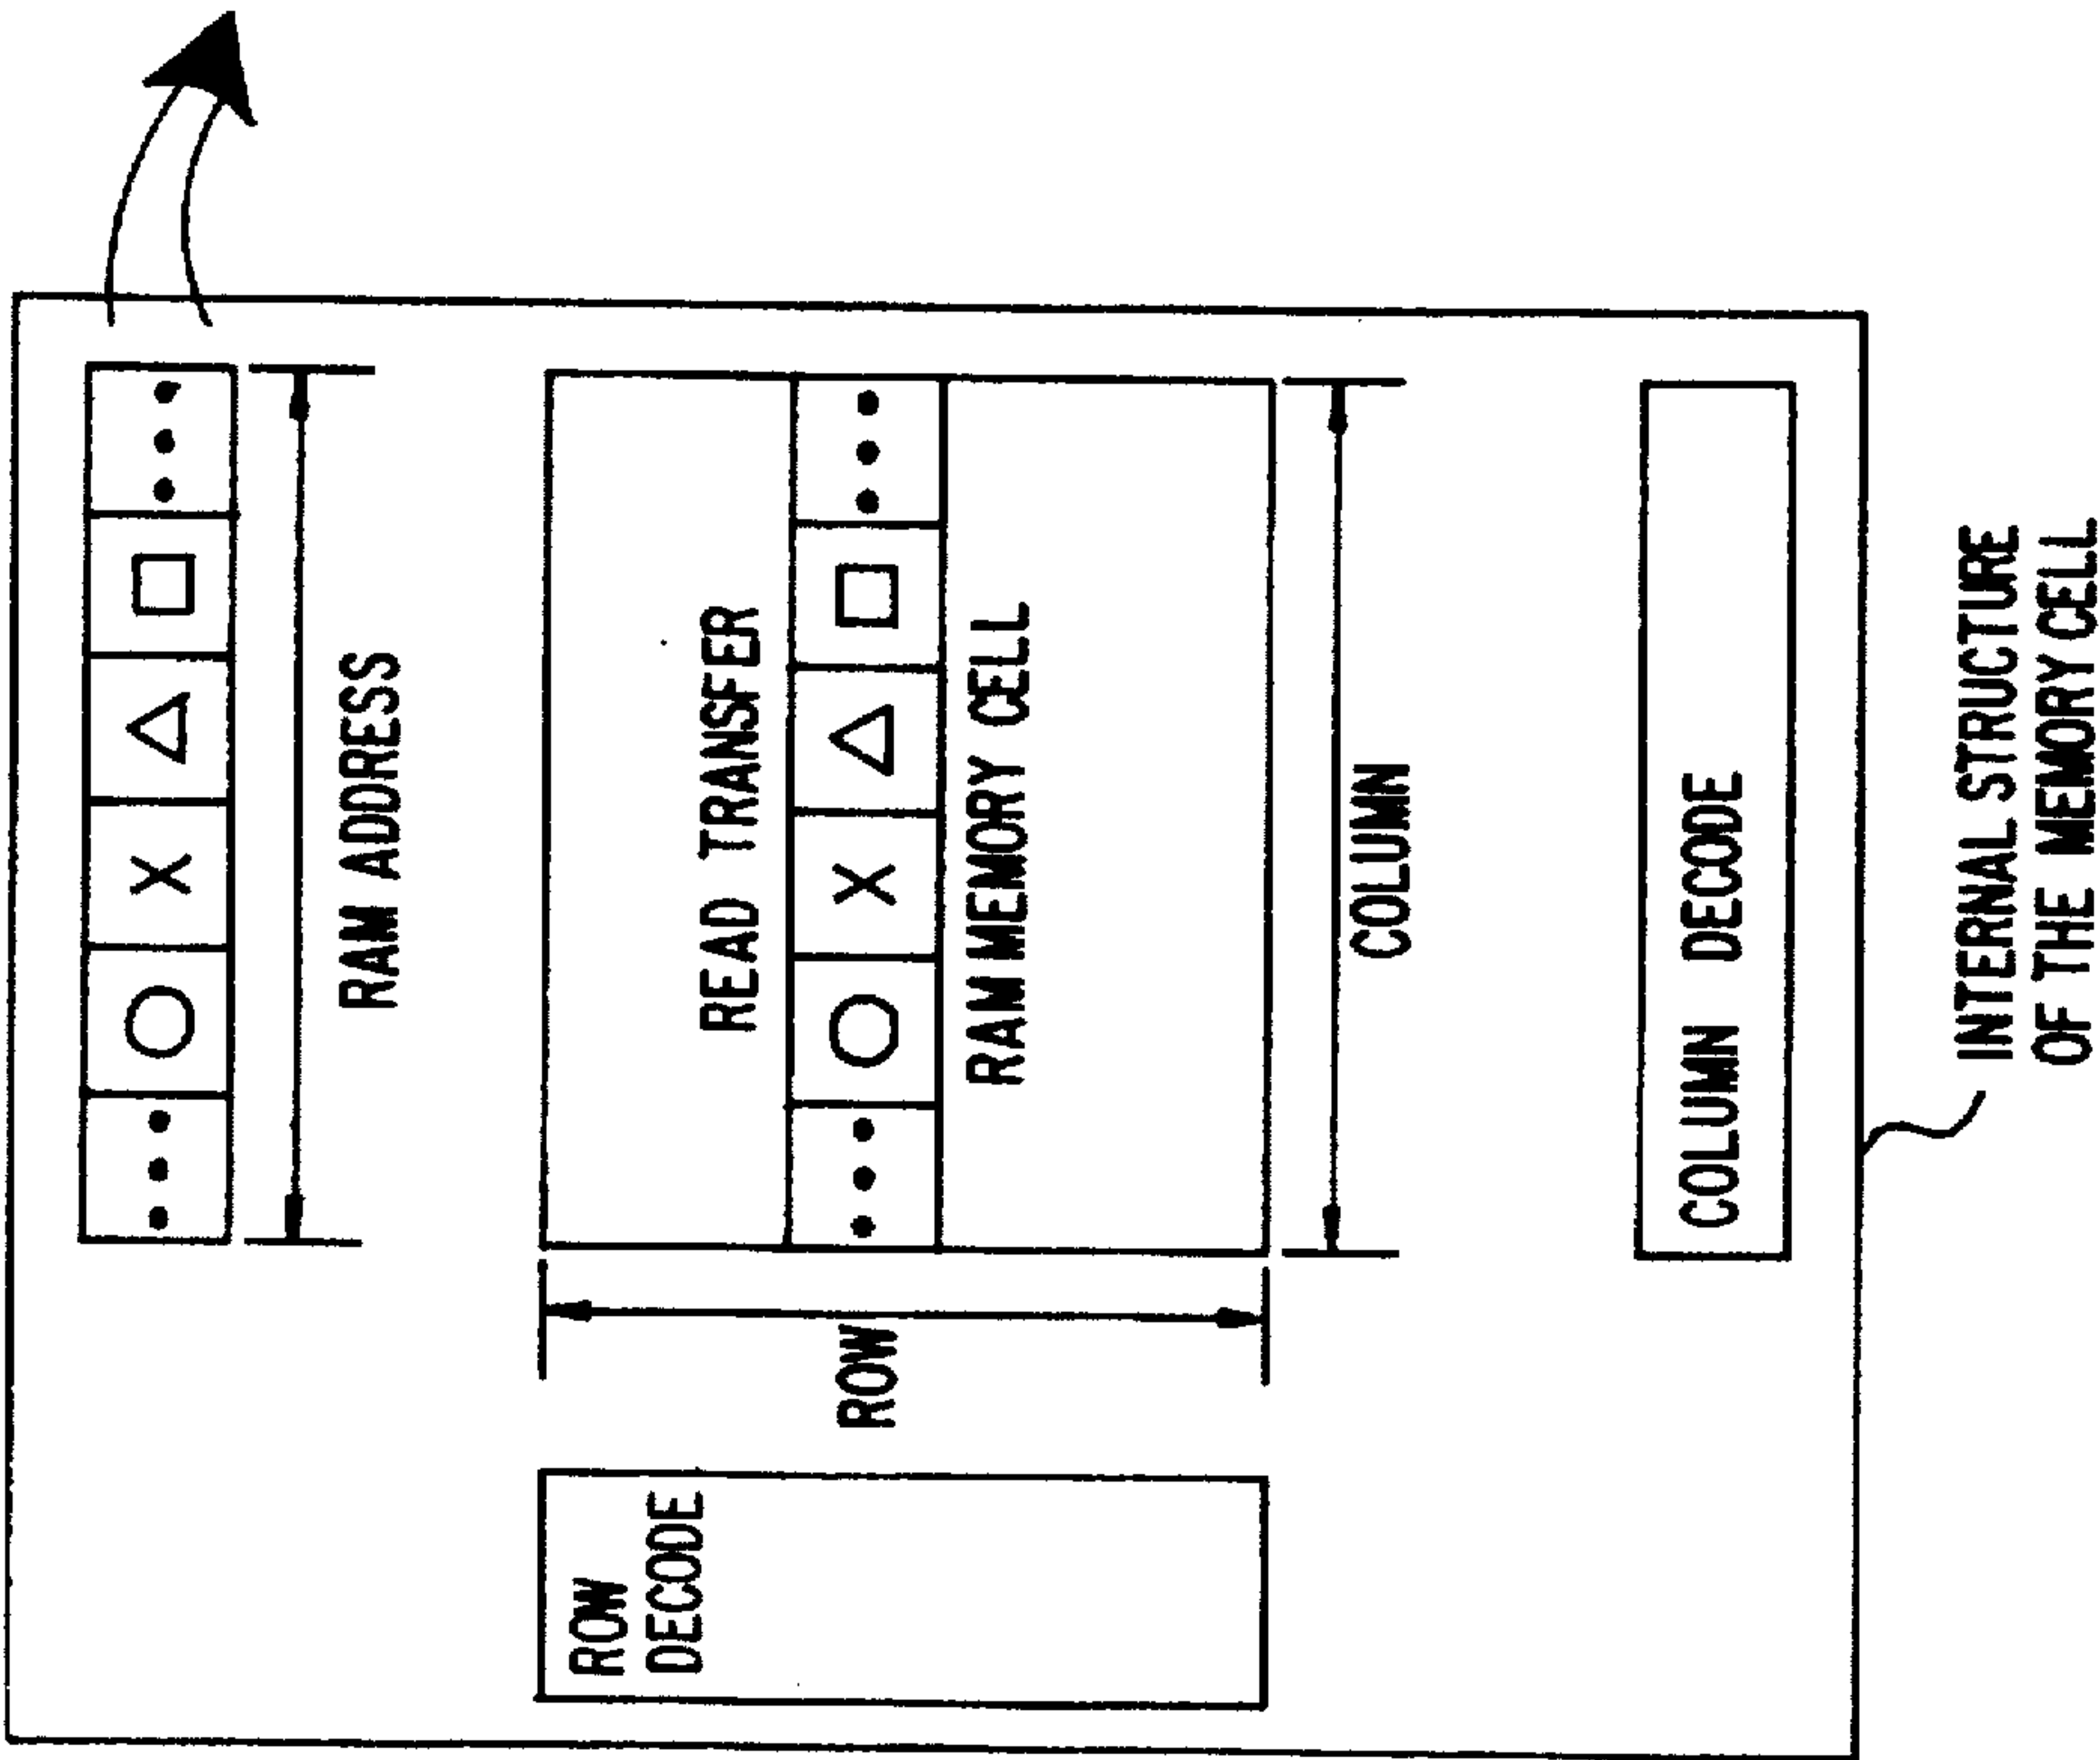 RAM ADDRESS
READ TRANSFER
X
RAM MEMORY CELL
COLUMN
ROW
ROW
DECODE
COLUMN DECODE
INTERNAL STRUCTURE
OF THE MEMORY CELL